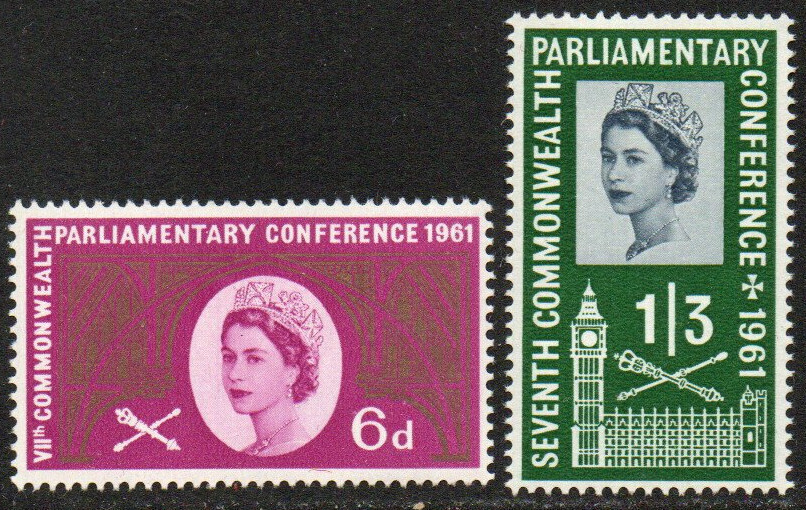 VIIth COMMONWEALTH
PARLIAMENTARY CONFERENCE 1961
6d
SEVENTH COMMONWEALTH
PARLIAMENTARY
CONFERENCE ✠ 1961
1/3